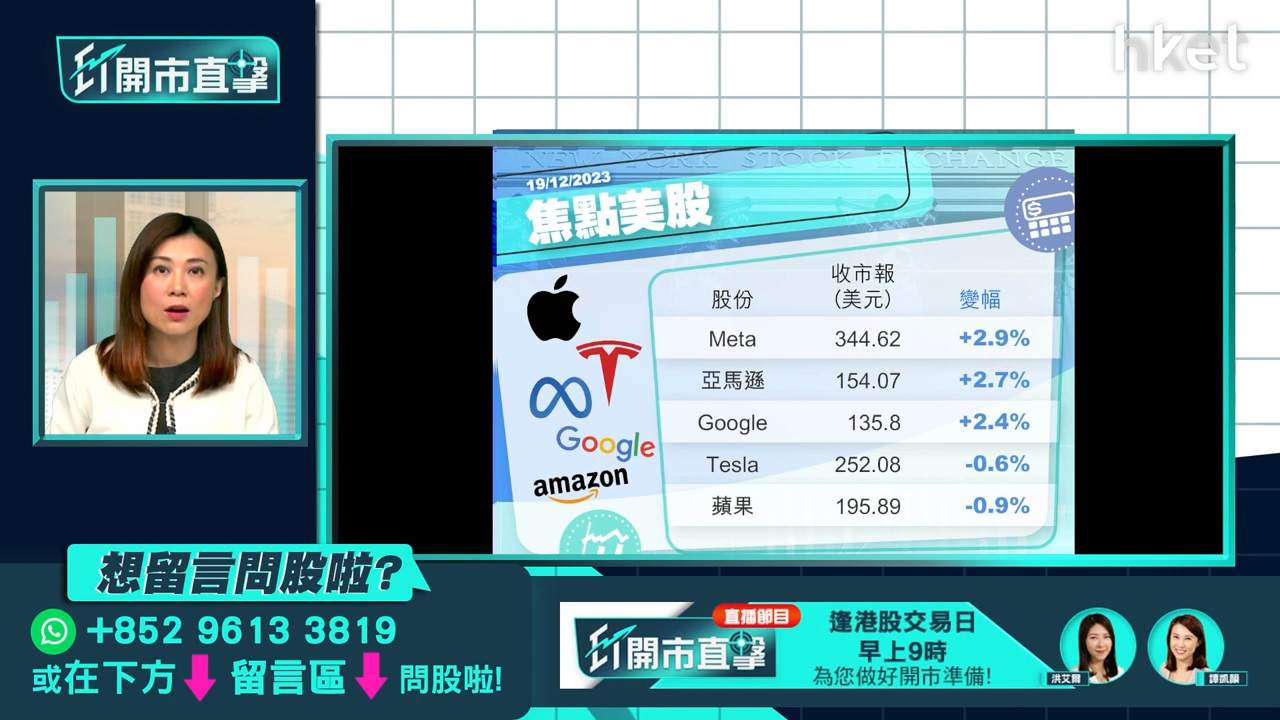 ET開市直擊
hket
NEW YORK STOCK EXCHANGE
19/12/2023
焦點美股
股份 收市報(美元) 變幅
Meta 344.62 +2.9%
亞馬遜 154.07 +2.7%
Google 135.8 +2.4%
Tesla 252.08 -0.6%
蘋果 195.89 -0.9%
Google
amazon
想留言問股啦?
+852 9613 3819
或在下方 留言區 問股啦!
直播節目
ET開市直擊
逢港股交易日
早上9時
為您做好開市準備!
洪艾爾
譚凱韻